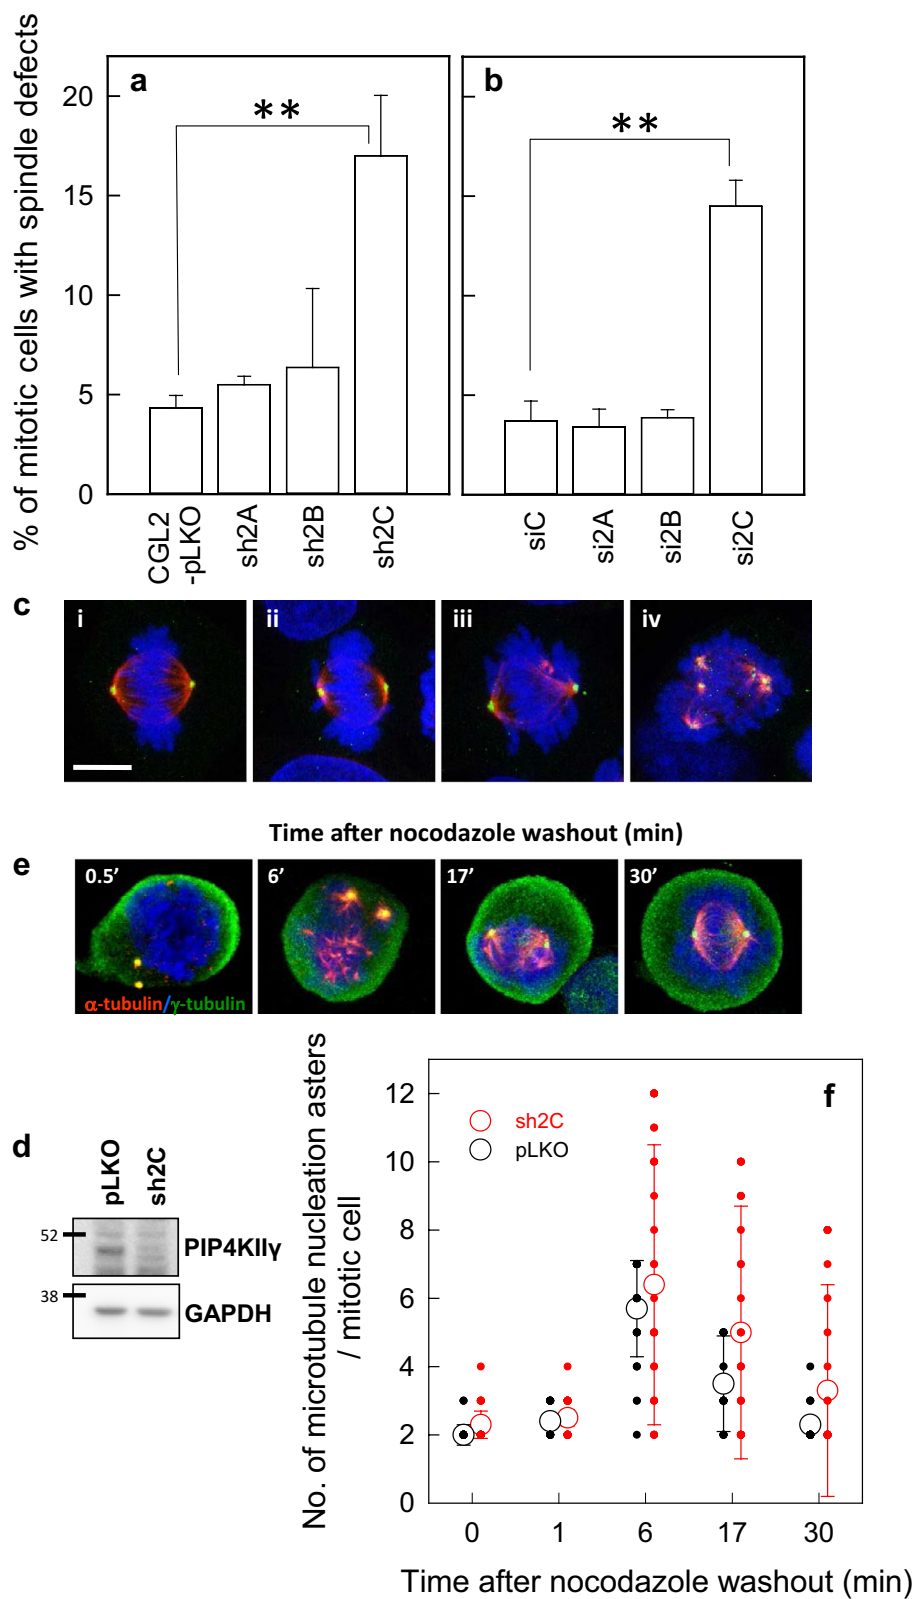 % of mitotic cells with spindle defects
a
b
**
**
20
15
10
5
0
CGL2
-pLKO
sh2A
sh2B
sh2C
siC
si2A
si2B
si2C
c
i
ii
iii
iv
Time after nocodazole washout (min)
e
0.5’
6’
17’
30’
α-tubulin/γ-tubulin
d
pLKO
sh2C
52
PIP4KIIγ
38
GAPDH
No. of microtubule nucleation asters
/ mitotic cell
f
sh2C
pLKO
12
10
8
6
4
2
0
0
1
6
17
30
Time after nocodazole washout (min)